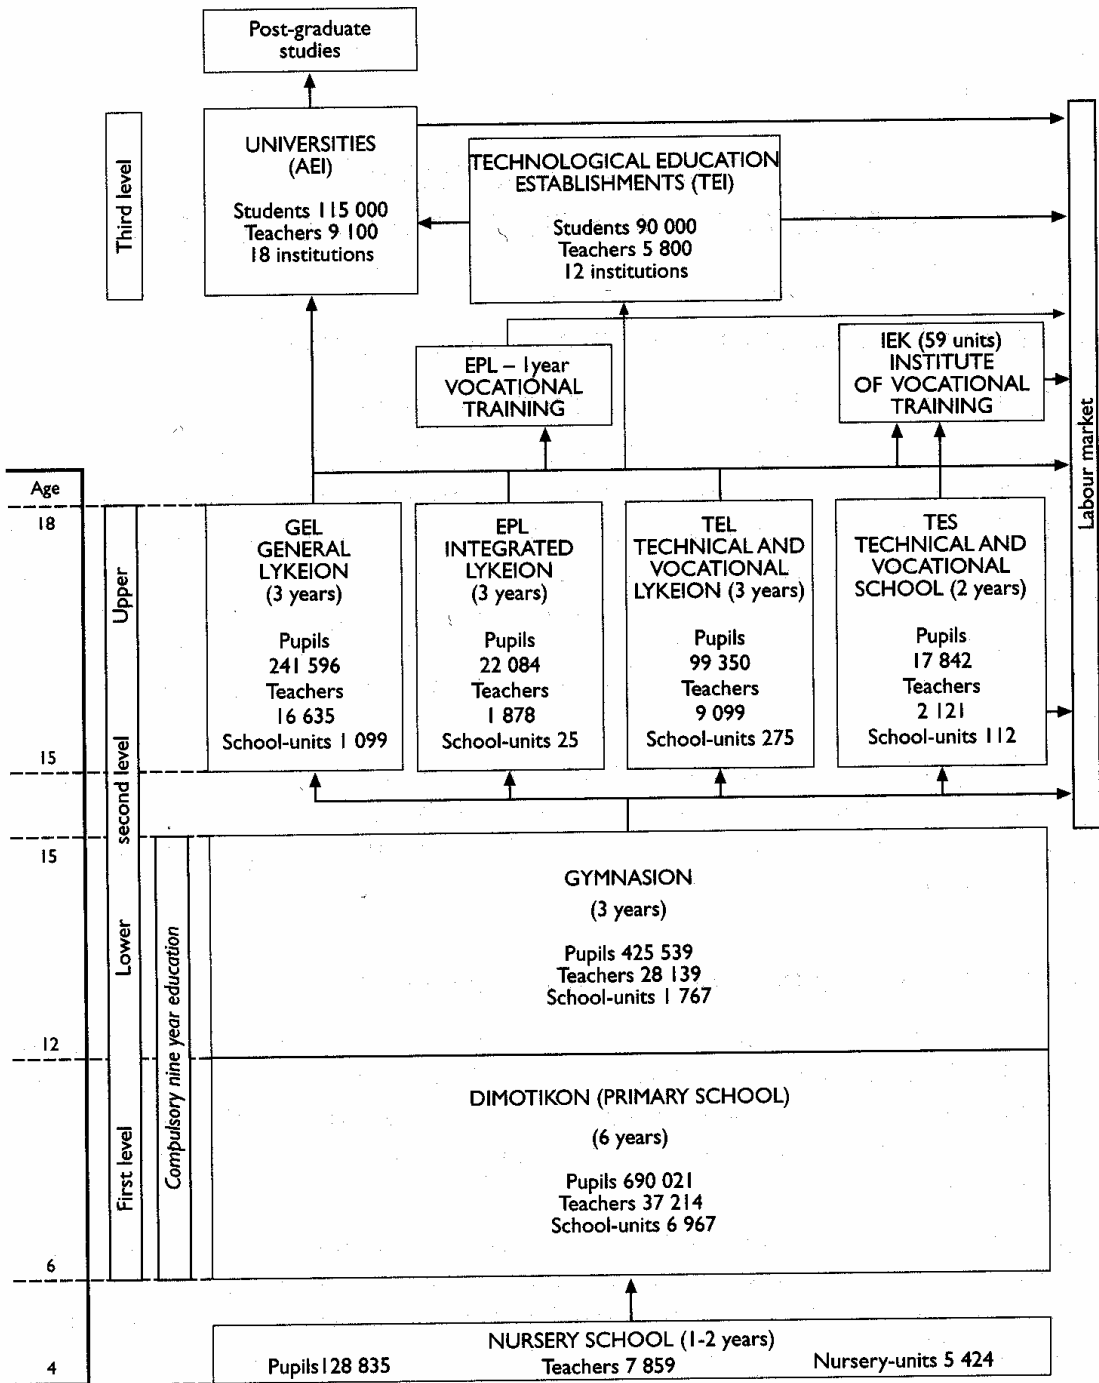 Post-graduate
studies
Third level
UNIVERSITIES
(AEI)
Students 115 000
Teachers 9 100
18 institutions
TECHNOLOGICAL EDUCATION
ESTABLISHMENTS (TEI)
Students 90 000
Teachers 5 800
12 institutions
EPL – 1year
VOCATIONAL
TRAINING
IEK (59 units)
INSTITUTE
OF VOCATIONAL
TRAINING
Labour market
Age
18
15
15
12
6
4
Upper
second level
Lower
First level
Compulsory nine year education
GEL
GENERAL
LYKEION
(3 years)
Pupils
241 596
Teachers
16 635
School-units 1 099
EPL
INTEGRATED
LYKEION
(3 years)
Pupils
22 084
Teachers
1 878
School-units 25
TEL
TECHNICAL AND
VOCATIONAL
LYKEION (3 years)
Pupils
99 350
Teachers
9 099
School-units 275
TES
TECHNICAL AND
VOCATIONAL
SCHOOL (2 years)
Pupils
17 842
Teachers
2 121
School-units 112
GYMNASION
(3 years)
Pupils 425 539
Teachers 28 139
School-units 1 767
DIMOTIKON (PRIMARY SCHOOL)
(6 years)
Pupils 690 021
Teachers 37 214
School-units 6 967
NURSERY SCHOOL (1-2 years)
Pupils 128 835 Teachers 7 859 Nursery-units 5 424